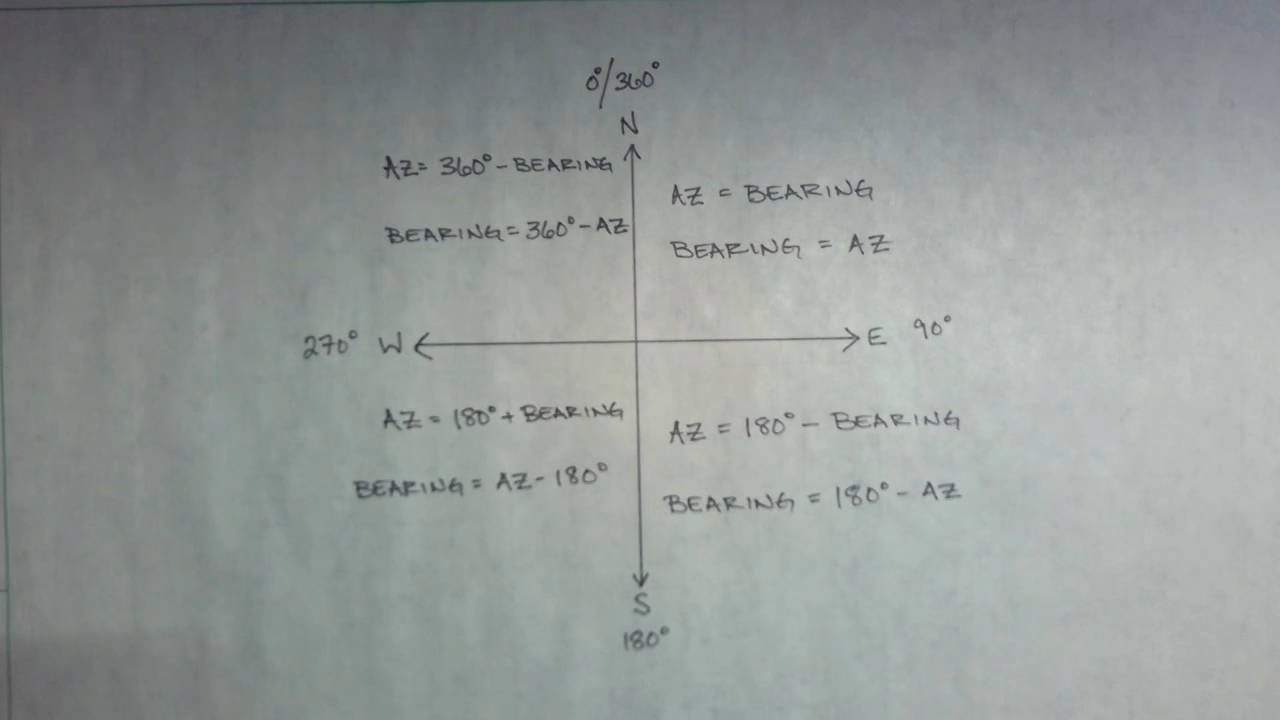 0°/360°
N
AZ= 360° - BEARING
BEARING = 360° - AZ
AZ = BEARING
BEARING = AZ
270° W
E 90°
AZ = 180° + BEARING
BEARING = AZ - 180°
AZ = 180° - BEARING
BEARING = 180° - AZ
S
180°